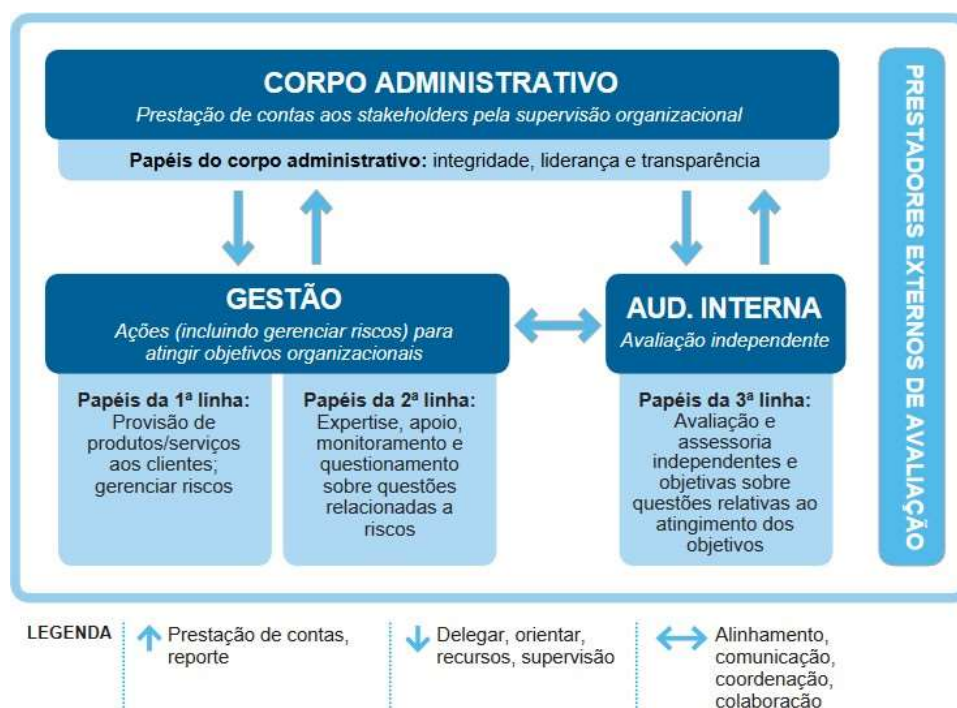 CORPO ADMINISTRATIVO
Prestação de contas aos stakeholders pela supervisão organizacional
Papéis do corpo administrativo: integridade, liderança e transparência
GESTÃO
Ações (incluindo gerenciar riscos) para
atingir objetivos organizacionais
Papéis da 1ª linha:
Provisão de
produtos/serviços
aos clientes;
gerenciar riscos
Papéis da 2ª linha:
Expertise, apoio,
monitoramento e
questionamento
sobre questões
relacionadas a
riscos
AUD. INTERNA
Avaliação independente
Papéis da 3ª linha:
Avaliação e
assessoria
independentes e
objetivas sobre
questões relativas ao
atingimento dos
objetivos
PRESTADORES EXTERNOS DE AVALIAÇÃO
LEGENDA
Prestação de contas,
reporte
Delegar, orientar,
recursos, supervisão
Alinhamento,
comunicação,
coordenação,
colaboração